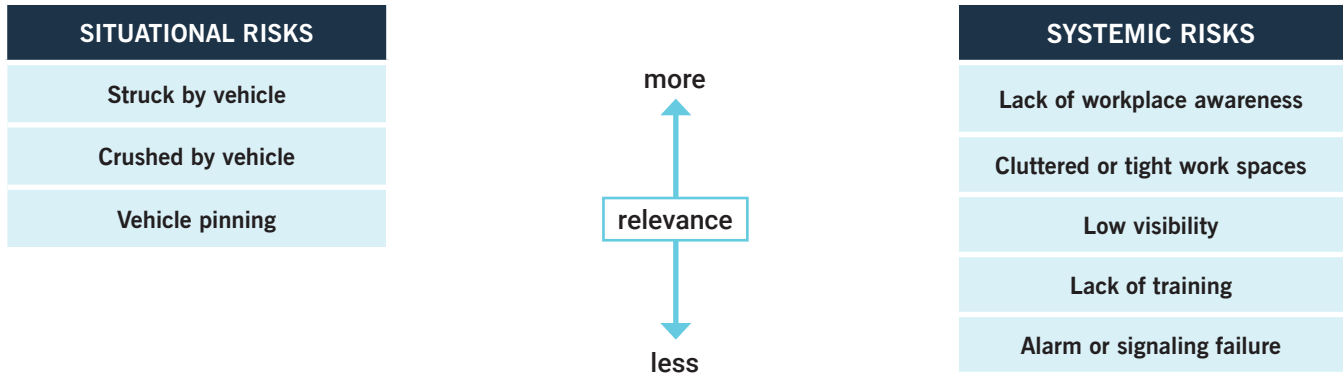 SITUATIONAL RISKS
Struck by vehicle
Crushed by vehicle
Vehicle pinning
more
relevance
less
SYSTEMIC RISKS
Lack of workplace awareness
Cluttered or tight work spaces
Low visibility
Lack of training
Alarm or signaling failure